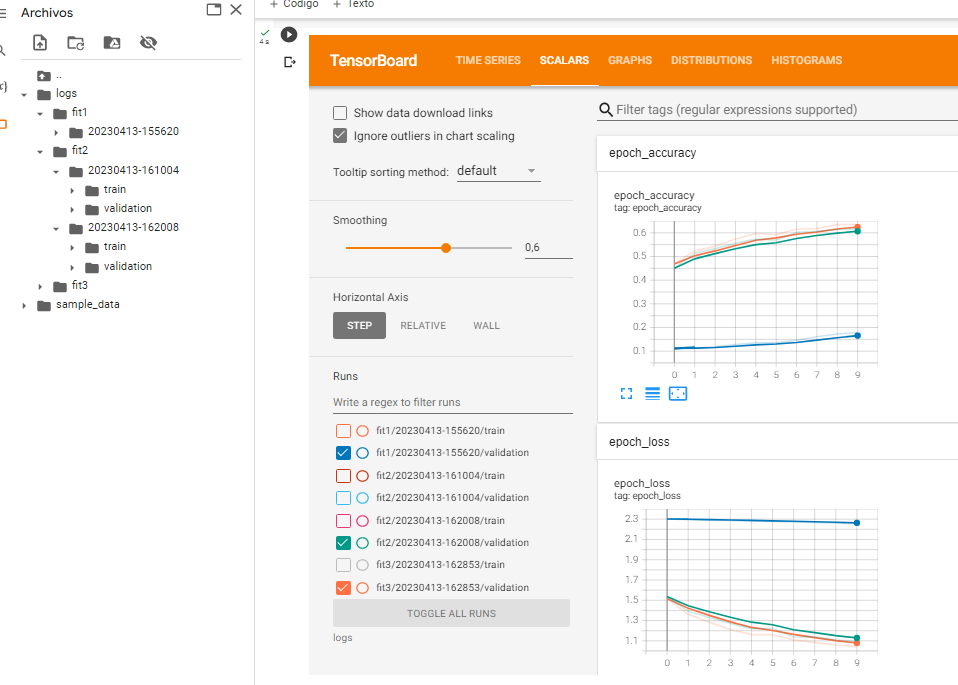 Archivos
..
logs
fit1
20230413-155620
fit2
20230413-161004
train
validation
20230413-162008
train
validation
fit3
sample_data
+ Código + Texto
4 s
TensorBoard
TIME SERIES SCALARS GRAPHS DISTRIBUTIONS HISTOGRAMS
Show data download links
Ignore outliers in chart scaling
Tooltip sorting method: default
Smoothing
0,6
Horizontal Axis
STEP RELATIVE WALL
Runs
Write a regex to filter runs
fit1/20230413-155620/train
fit1/20230413-155620/validation
fit2/20230413-161004/train
fit2/20230413-161004/validation
fit2/20230413-162008/train
fit2/20230413-162008/validation
fit3/20230413-162853/train
fit3/20230413-162853/validation
TOGGLE ALL RUNS
logs
Filter tags (regular expressions supported)
epoch_accuracy
epoch_accuracy
tag: epoch_accuracy
0.6
0.5
0.4
0.3
0.2
0.1
0 1 2 3 4 5 6 7 8 9
epoch_loss
epoch_loss
tag: epoch_loss
2.3
2.1
1.9
1.7
1.5
1.3
1.1
0 1 2 3 4 5 6 7 8 9